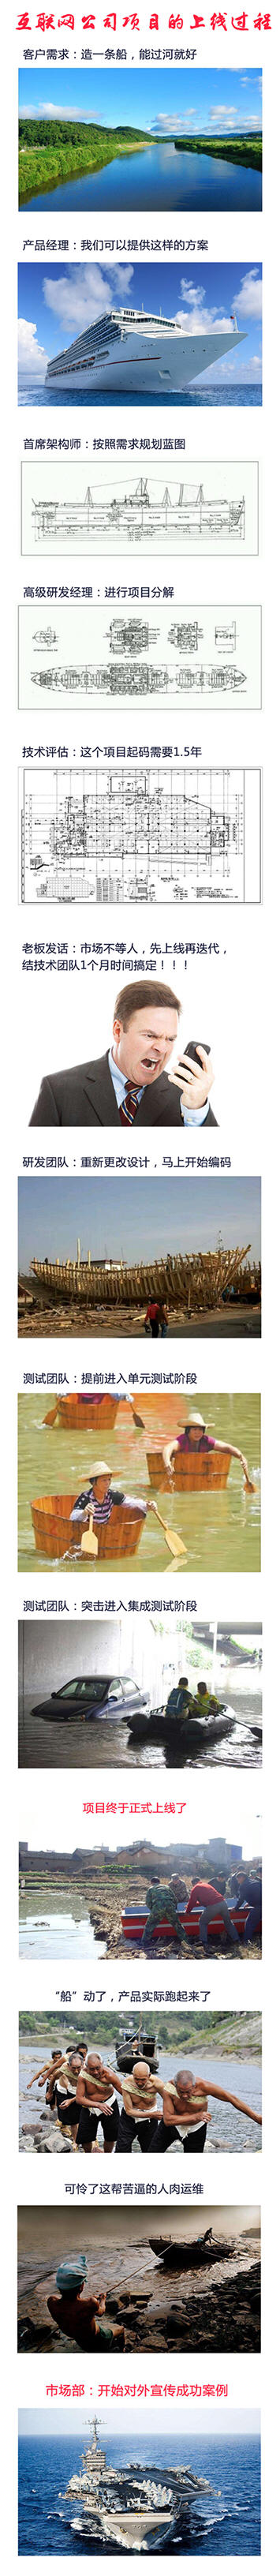 互联网公司项目的上线过程
客户需求：造一条船，能过河就好
产品经理：我们可以提供这样的方案
首席架构师：按照需求规划蓝图
高级研发经理：进行项目分解
技术评估：这个项目起码需要1.5年
老板发话：市场不等人，先上线再迭代，
结技术团队1个月时间搞定！！！
研发团队：重新更改设计，马上开始编码
测试团队：提前进入单元测试阶段
测试团队：突击进入集成测试阶段
项目终于正式上线了
“船”动了，产品实际跑起来了
可怜了这帮苦逼的人肉运维
市场部：开始对外宣传成功案例